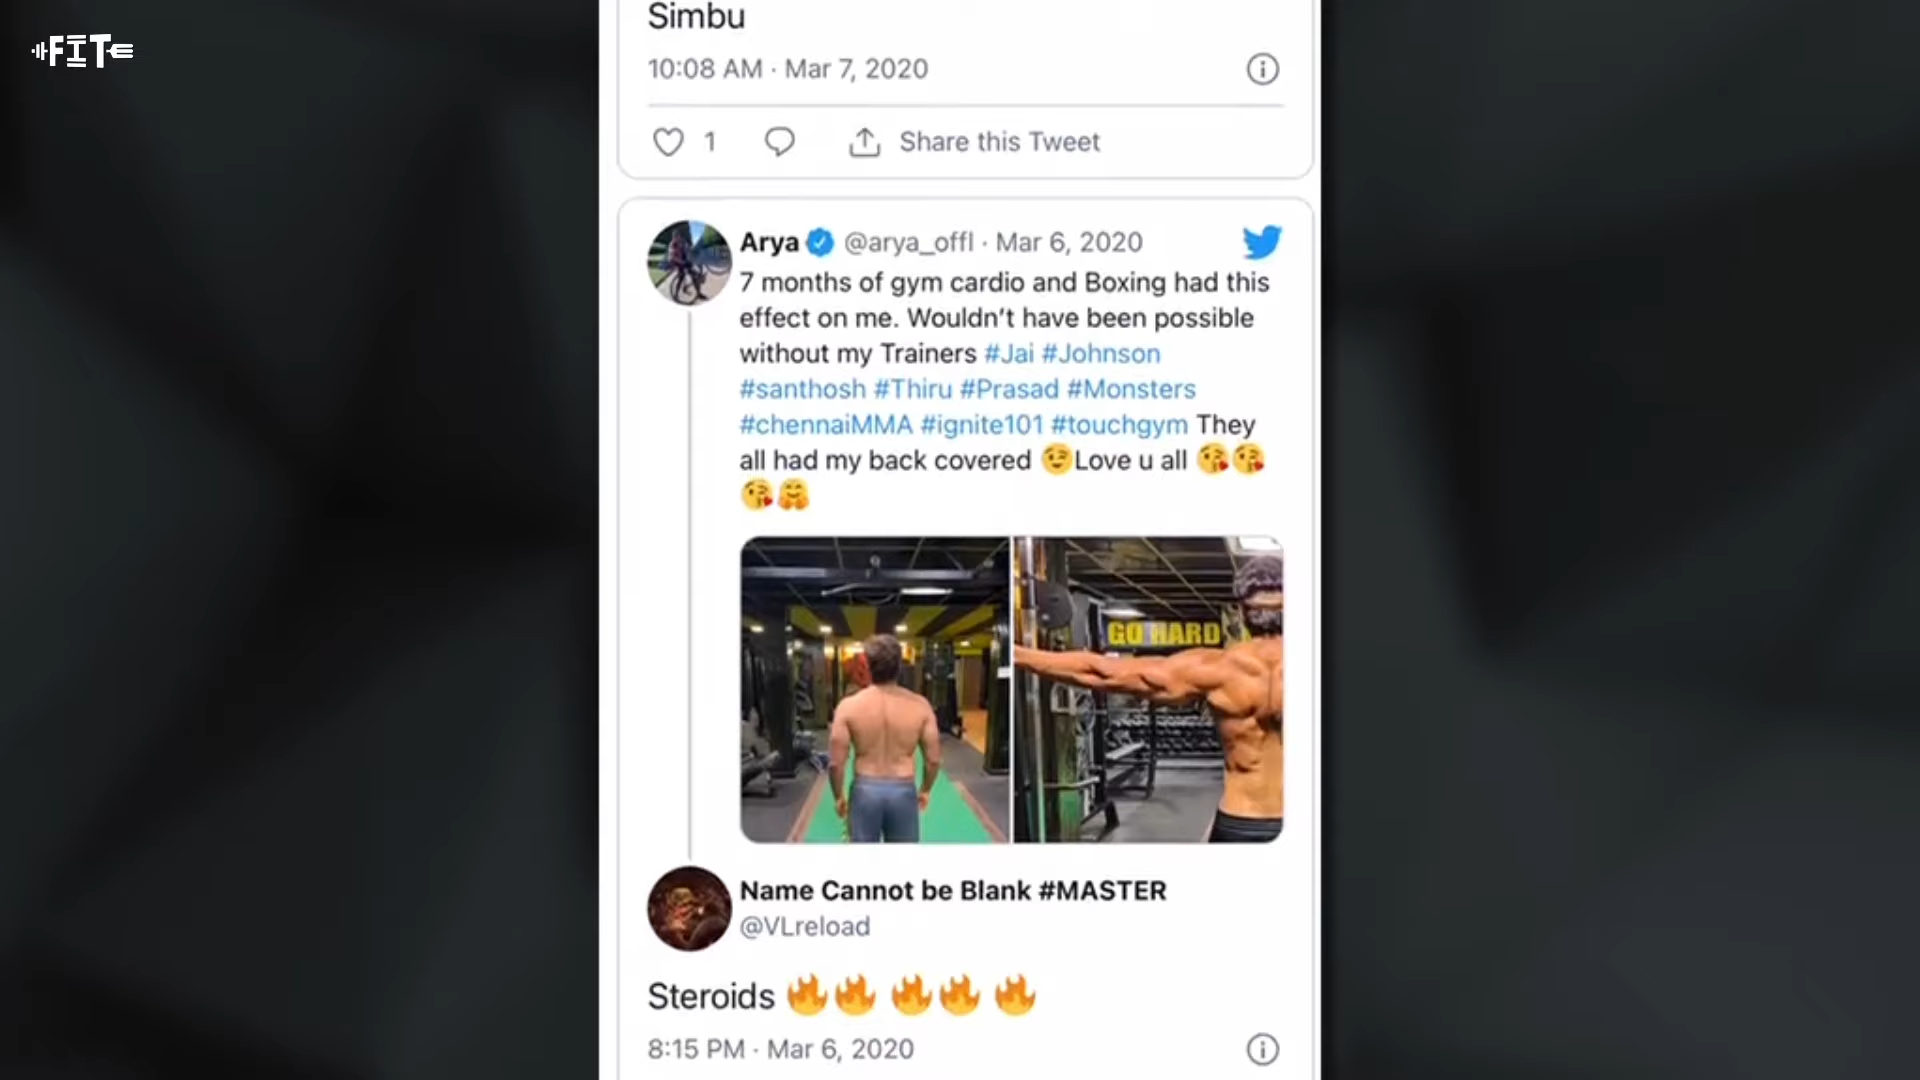 FIT
Simbu
10:08 AM · Mar 7, 2020
1
Share this Tweet
Arya @arya_offl · Mar 6, 2020
7 months of gym cardio and Boxing had this
effect on me. Wouldn't have been possible
without my Trainers #Jai #Johnson
#santhosh #Thiru #Prasad #Monsters
#chennaiMMA #ignite101 #touchgym They
all had my back covered 😉Love u all 😘😘
😘🤗
GO HARD
Name Cannot be Blank #MASTER
@VLreload
Steroids 🔥🔥 🔥🔥 🔥
8:15 PM · Mar 6, 2020